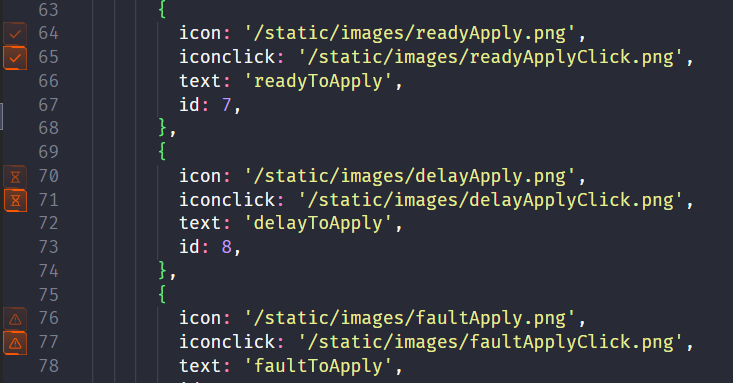 63 {
64 icon: '/static/images/readyApply.png',
65 iconclick: '/static/images/readyApplyClick.png',
66 text: 'readyToApply',
67 id: 7,
68 },
69 {
70 icon: '/static/images/delayApply.png',
71 iconclick: '/static/images/delayApplyClick.png',
72 text: 'delayToApply',
73 id: 8,
74 },
75 {
76 icon: '/static/images/faultApply.png',
77 iconclick: '/static/images/faultApplyClick.png',
78 text: 'faultToApply',